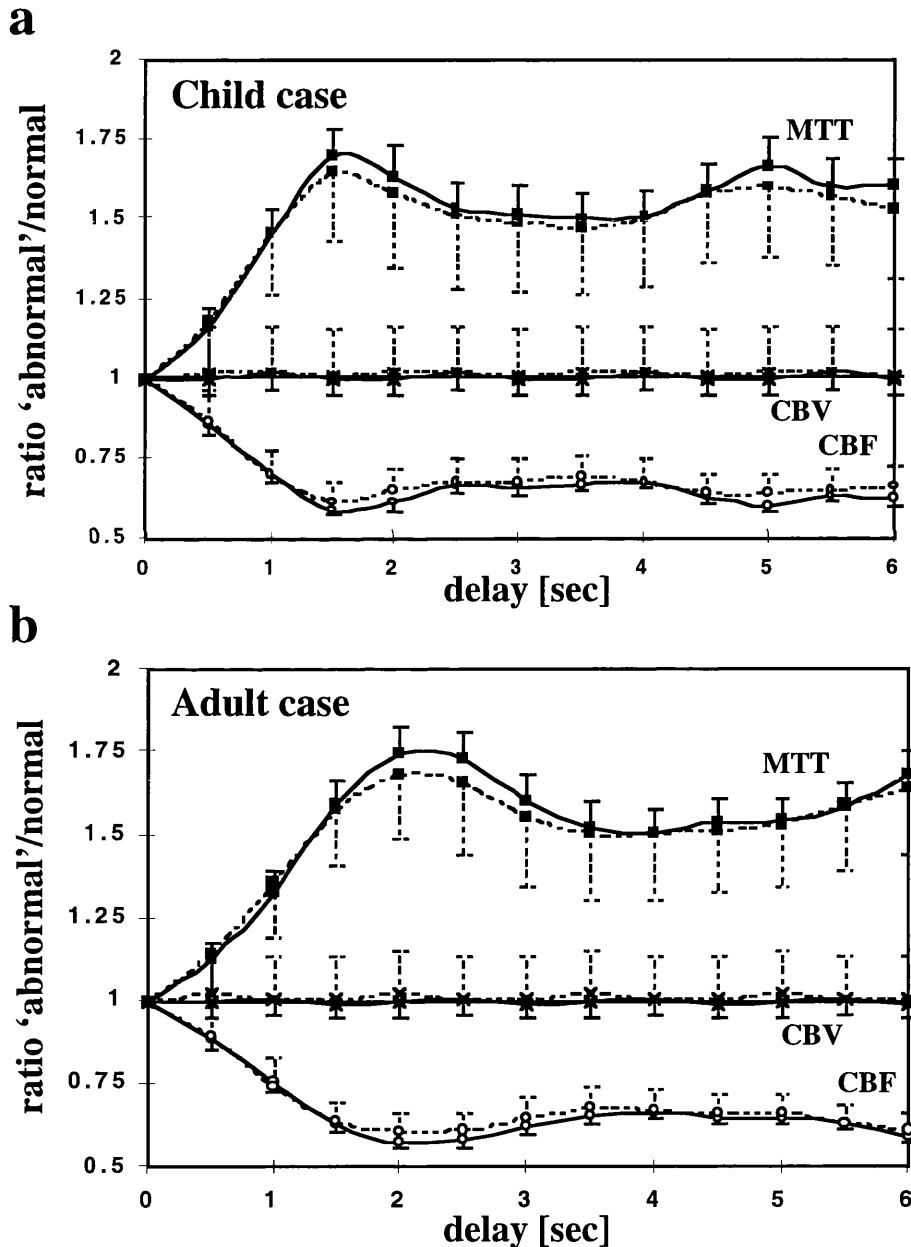 a
Child case
ratio ‘abnormal’/normal
2
1.75
1.5
1.25
1
0.75
0.5
MTT
CBV
CBF
0 1 2 3 4 5 6
delay [sec]
b
Adult case
ratio ‘abnormal’/normal
2
1.75
1.5
1.25
1
0.75
0.5
MTT
CBV
CBF
0 1 2 3 4 5 6
delay [sec]